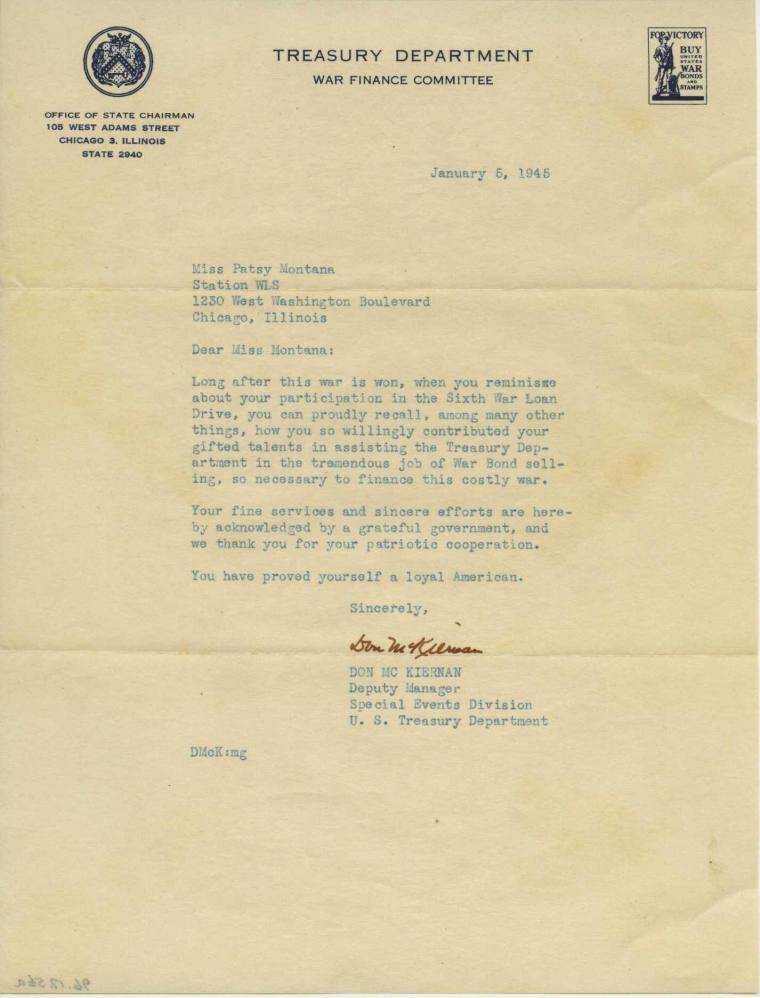 TREASURY DEPARTMENT
WAR FINANCE COMMITTEE
FOR VICTORY
BUY
UNITED
STATES
WAR
BONDS
AND
STAMPS
OFFICE OF STATE CHAIRMAN
105 WEST ADAMS STREET
CHICAGO 3, ILLINOIS
STATE 2940
January 5, 1945
Miss Patsy Montana
Station WLS
1230 West Washington Boulevard
Chicago, Illinois
Dear Miss Montana:
Long after this war is won, when you reminisce
about your participation in the Sixth War Loan
Drive, you can proudly recall, among many other
things, how you so willingly contributed your
gifted talents in assisting the Treasury Dep-
artment in the tremendous job of War Bond sell-
ing, so necessary to finance this costly war.
Your fine services and sincere efforts are here-
by acknowledged by a grateful government, and
we thank you for your patriotic cooperation.
You have proved yourself a loyal American.
Sincerely,
Don McKiernan
DON MC KIERNAN
Deputy Manager
Special Events Division
U. S. Treasury Department
DMcK:mg
96.17.56a